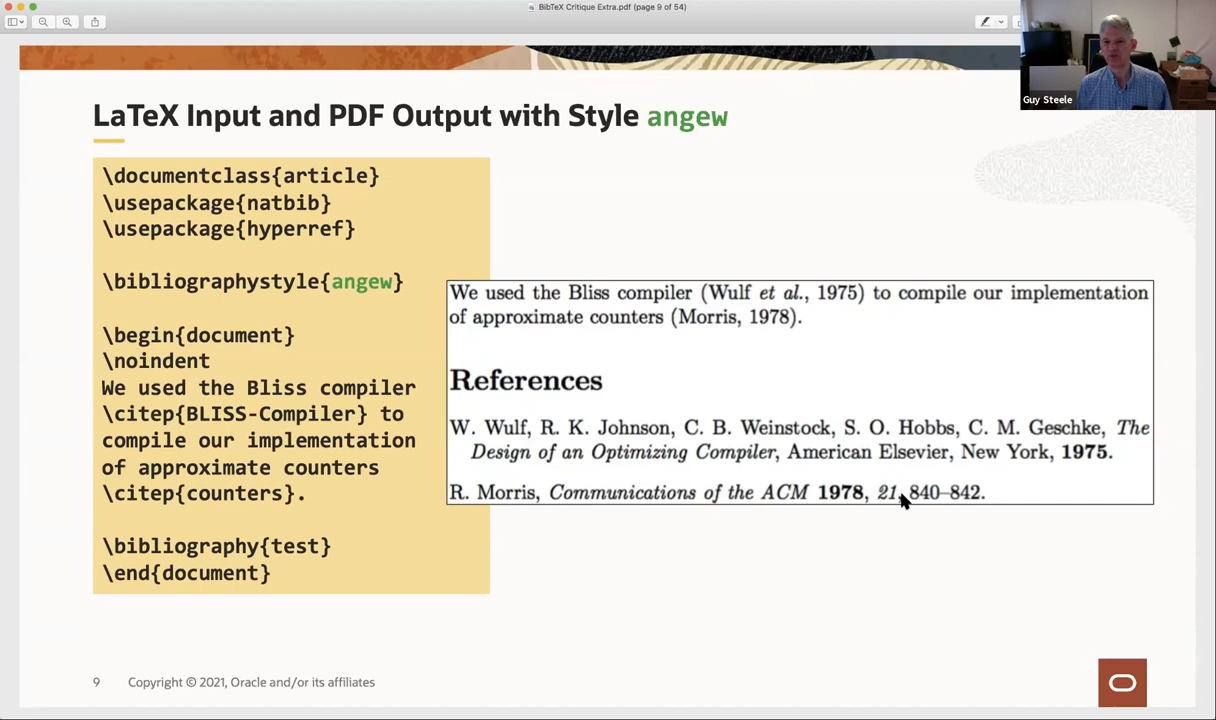 BibTeX Critique Extra.pdf (page 9 of 54)
Guy Steele
LaTeX Input and PDF Output with Style angew
\documentclass{article}
\usepackage{natbib}
\usepackage{hyperref}
\bibliographystyle{angew}
\begin{document}
\noindent
We used the Bliss compiler
\citep{BLISS-Compiler} to
compile our implementation
of approximate counters
\citep{counters}.
\bibliography{test}
\end{document}
We used the Bliss compiler (Wulf et al., 1975) to compile our implementation
of approximate counters (Morris, 1978).
References
W. Wulf, R. K. Johnson, C. B. Weinstock, S. O. Hobbs, C. M. Geschke, The
Design of an Optimizing Compiler, American Elsevier, New York, 1975.
R. Morris, Communications of the ACM 1978, 21, 840–842.
9 Copyright © 2021, Oracle and/or its affiliates